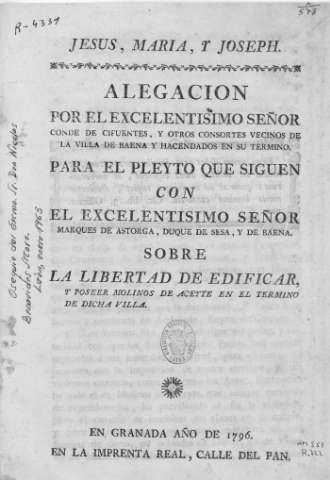 R-4331
JESUS, MARIA, Y JOSEPH.
ALEGACION
POR EL EXCELENTISIMO SEÑOR
CONDE DE CIFUENTES, Y OTROS CONSORTES VECINOS DE
LA VILLA DE BAENA Y HACENDADOS EN SU TERMINO.
PARA EL PLEYTO QUE SIGUEN
CON
EL EXCELENTISIMO SEÑOR
MARQUES DE ASTORGA, DUQUE DE SESA, Y DE BAENA.
SOBRE
LA LIBERTAD DE EDIFICAR,
Y POSEER MOLINOS DE ACEYTE EN EL TERMINO
DE DICHA VILLA.
EN GRANADA AÑO DE 1796.
EN LA IMPRENTA REAL, CALLE DEL PAN.